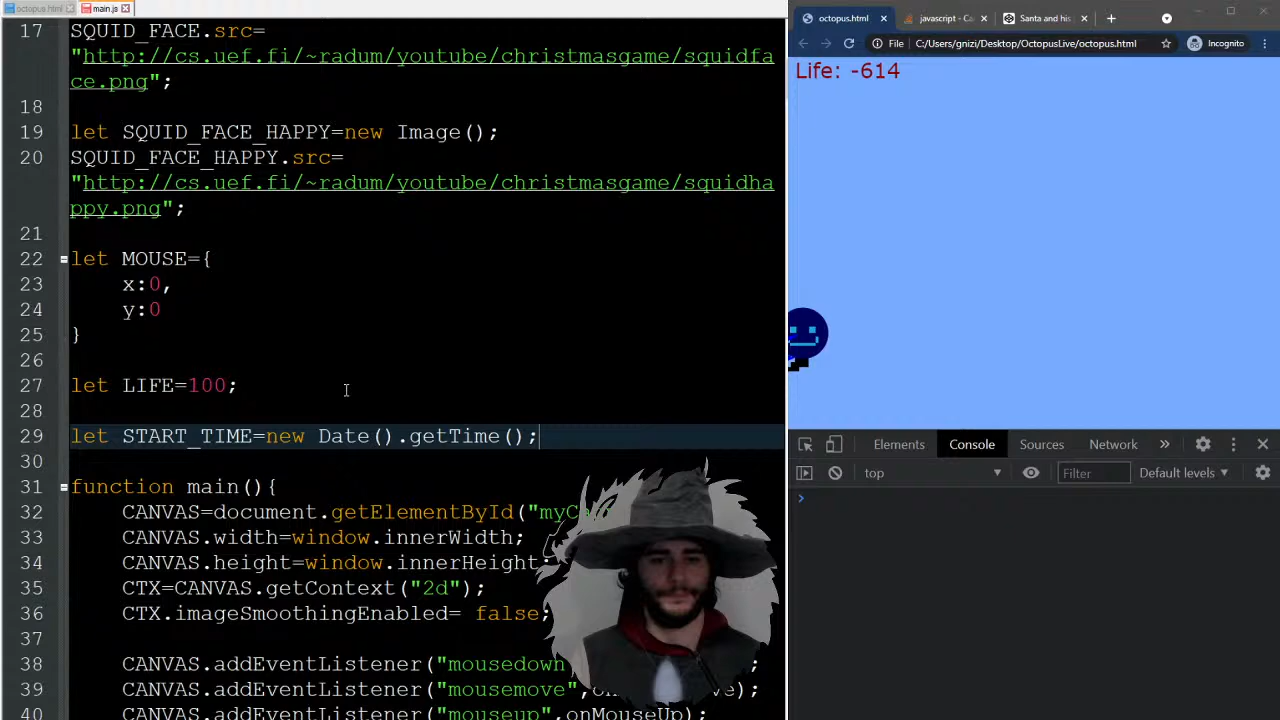 octopus.html
main.js
17 SQUID_FACE.src=
"http://cs.uef.fi/~radum/youtube/christmasgame/squidfa
ce.png";
18
19 let SQUID_FACE_HAPPY=new Image();
20 SQUID_FACE_HAPPY.src=
"http://cs.uef.fi/~radum/youtube/christmasgame/squidha
ppy.png";
21
22 let MOUSE={
23 x:0,
24 y:0
25 }
26
27 let LIFE=100;
28
29 let START_TIME=new Date().getTime();
30
31 function main(){
32 CANVAS=document.getElementById("myC
33 CANVAS.width=window.innerWidth;
34 CANVAS.height=window.innerHeight;
35 CTX=CANVAS.getContext("2d");
36 CTX.imageSmoothingEnabled= false;
37
38 CANVAS.addEventListener("mousedown ;
39 CANVAS.addEventListener("mousemove",on ve);
40 CANVAS.addEventListener("mouseup",onMouseUp);
octopus.html
javascript - Ca
Santa and his
File C:/Users/gnizi/Desktop/OctopusLive/octopus.html
Incognito
Life: -614
Elements Console Sources Network
top Filter Default levels